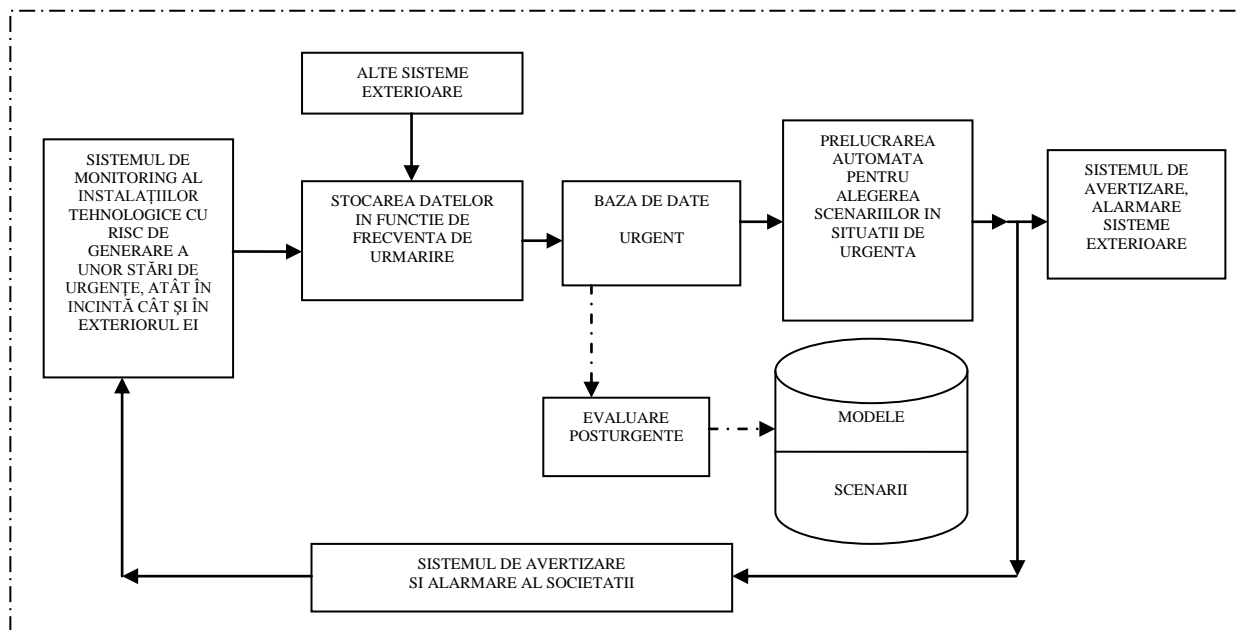 ALTE SISTEME
EXTERIOARE
SISTEMUL DE
MONITORING AL
INSTALAȚIILOR
TEHNOLOGICE CU
RISC DE
GENERARE A
UNOR STĂRI DE
URGENȚE, ATÂT ÎN
INCINTĂ CÂT ŞI ÎN
EXTERIORUL EI
STOCAREA DATELOR
IN FUNCTIE DE
FRECVENTA DE
URMARIRE
BAZA DE DATE
URGENT
PRELUCRAREA
AUTOMATA
PENTRU
ALEGEREA
SCENARIILOR IN
SITUATII DE
URGENTA
SISTEMUL DE
AVERTIZARE,
ALARMARE
SISTEME
EXTERIOARE
EVALUARE
POSTURGENTE
MODELE
SCENARII
SISTEMUL DE AVERTIZARE
SI ALARMARE AL SOCIETATII